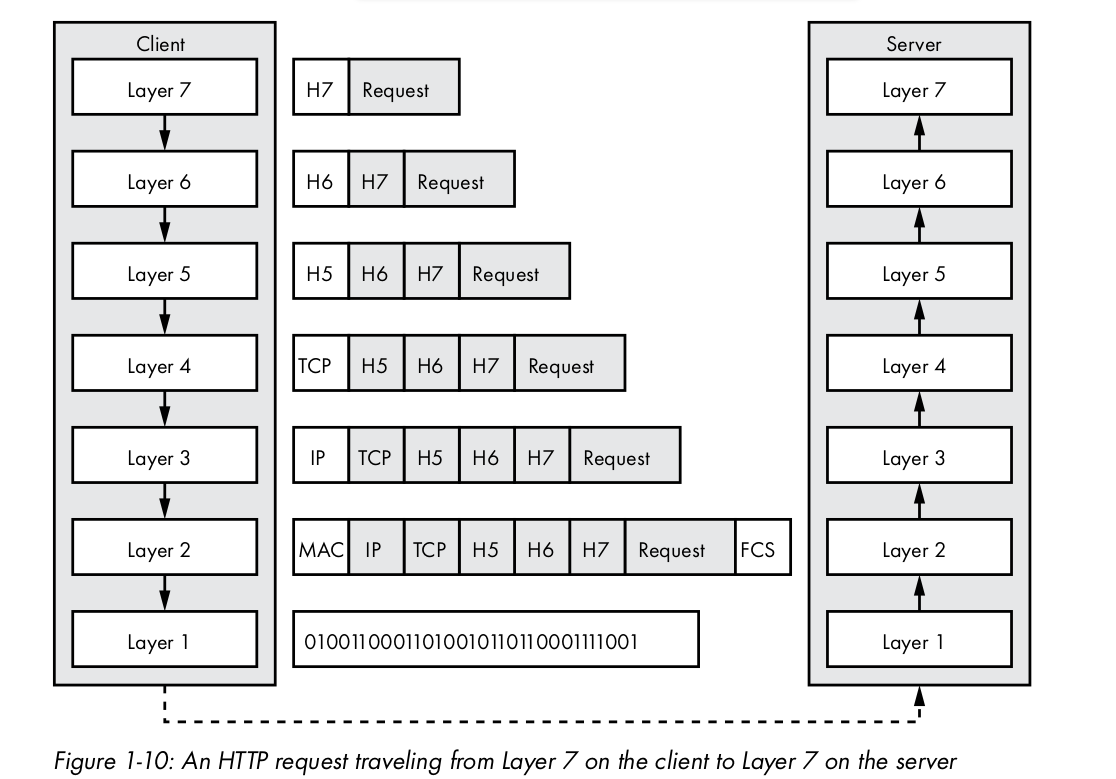 Client
Server
Layer 7
H7 Request
Layer 7
Layer 6
H6 H7 Request
Layer 6
Layer 5
H5 H6 H7 Request
Layer 5
Layer 4
TCP H5 H6 H7 Request
Layer 4
Layer 3
IP TCP H5 H6 H7 Request
Layer 3
Layer 2
MAC IP TCP H5 H6 H7 Request FCS
Layer 2
Layer 1
01001100011010010110110001111001
Layer 1
Figure 1-10: An HTTP request traveling from Layer 7 on the client to Layer 7 on the server